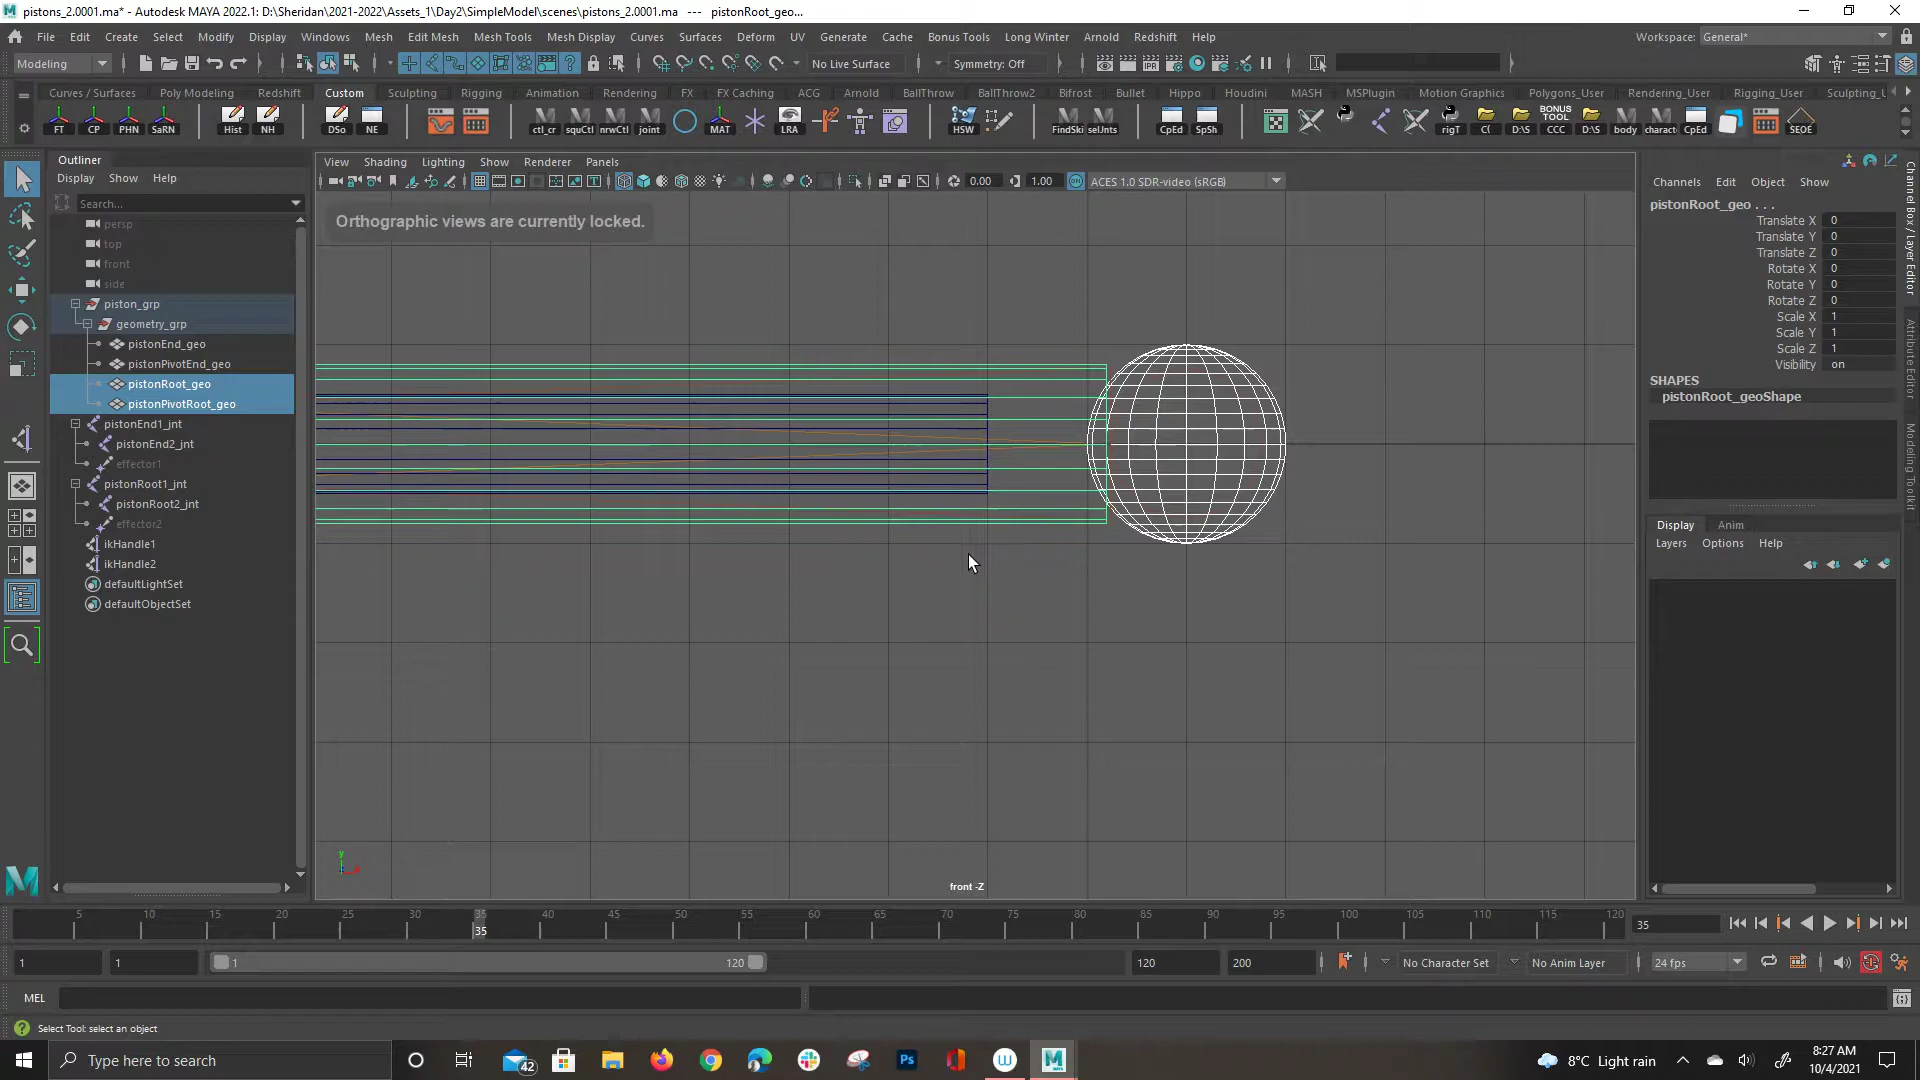 pistons_2.0001.ma* - Autodesk MAYA 2022.1: D:\Sheridan\2021-2022\Assets_1\Day2\SimpleModel\scenes\pistons_2.0001.ma   ---   pistonRoot_geo...
File Edit Create Select Modify Display Windows Mesh Edit Mesh Mesh Tools Mesh Display Curves Surfaces Deform UV Generate Cache Bonus Tools Long Winter Arnold Redshift Help Workspace: General*
Modeling No Live Surface Symmetry: Off
Curves / Surfaces Poly Modeling Redshift Custom Sculpting Rigging Animation Rendering FX FX Caching ACG Arnold BallThrow BallThrow2 Bifrost Bullet Hippo Houdini MASH MSPlugin Motion Graphics Polygons_User Rendering_User Rigging_User Sculpting_U
FT CP PHN SaRN Hist NH DSo NE ctl_cr squCtl nrwCtl joint MAT LRA HSW FindSki selJnts CpEd SpSh rigT C( D:\S BONUS TOOL CCC D:\S body charact CpEd SEOE
Outliner
Display Show Help
Search...
persp
top
front
side
piston_grp
geometry_grp
pistonEnd_geo
pistonPivotEnd_geo
pistonRoot_geo
pistonPivotRoot_geo
pistonEnd1_jnt
pistonEnd2_jnt
effector1
pistonRoot1_jnt
pistonRoot2_jnt
effector2
ikHandle1
ikHandle2
defaultLightSet
defaultObjectSet
View Shading Lighting Show Renderer Panels
0.00 1.00 ON ACES 1.0 SDR-video (sRGB)
Orthographic views are currently locked.
y
front -Z
Channels Edit Object Show
pistonRoot_geo . . .
Translate X 0
Translate Y 0
Translate Z 0
Rotate X 0
Rotate Y 0
Rotate Z 0
Scale X 1
Scale Y 1
Scale Z 1
Visibility on
SHAPES
pistonRoot_geoShape
Display Anim
Layers Options Help
Channel Box / Layer Editor
Attribute Editor
Modeling Toolkit
5 10 15 20 25 30 35 40 45 50 55 60 65 70 75 80 85 90 95 100 105 110 115 120
35
35
1 1 1 120 120 200 No Character Set No Anim Layer 24 fps
MEL
Select Tool: select an object
Type here to search
42
Ps
W
M
8°C Light rain
8:27 AM
10/4/2021